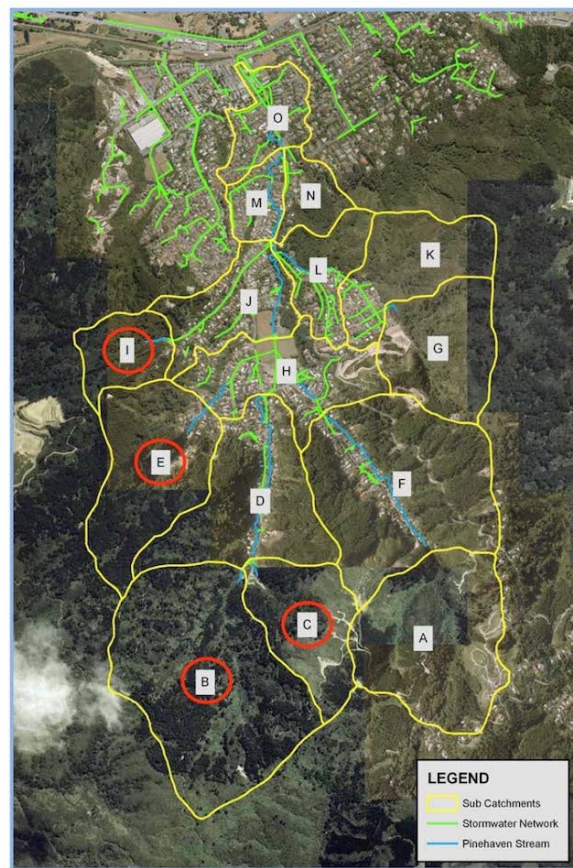 O
M
N
K
L
J
I
G
H
E
F
D
C
A
B
LEGEND
Sub Catchments
Stormwater Network
Pinehaven Stream